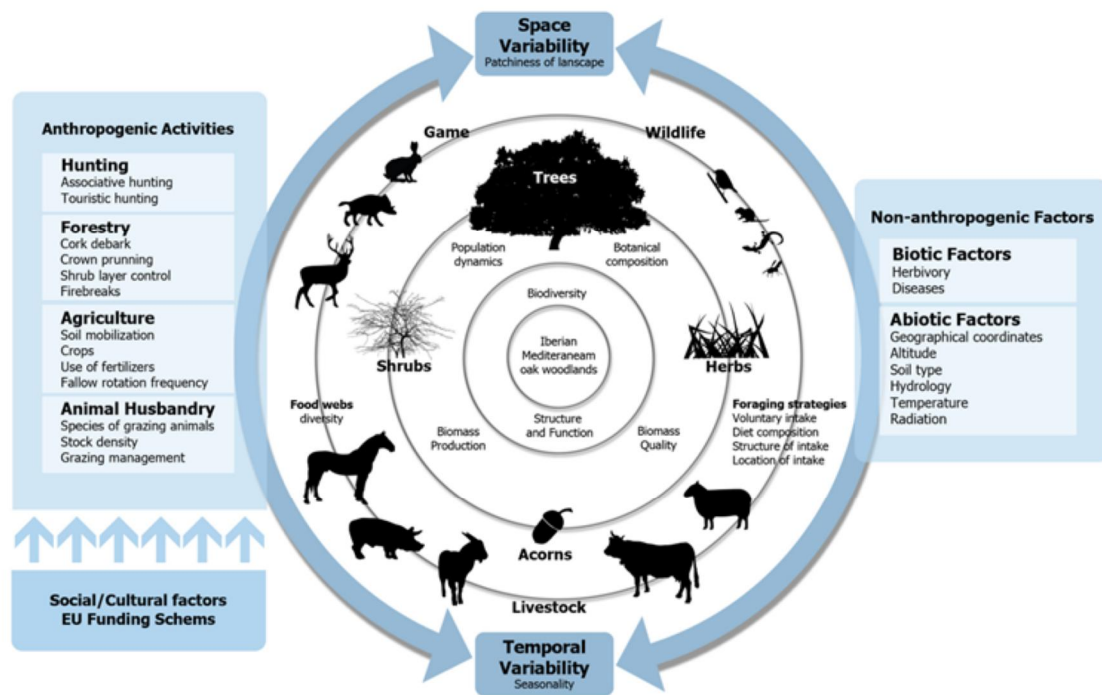 Space
Variability
Patchiness of lanscape
Anthropogenic Activities
Hunting
Associative hunting
Touristic hunting
Forestry
Cork debark
Crown prunning
Shrub layer control
Firebreaks
Agriculture
Soil mobilization
Crops
Use of fertilizers
Fallow rotation frequency
Animal Husbandry
Species of grazing animals
Stock density
Grazing management
Social/Cultural factors
EU Funding Schems
Game
Wildlife
Trees
Population
dynamics
Botanical
composition
Biodiversity
Iberian
Mediteraneam
oak woodlands
Shrubs
Herbs
Food webs
diversity
Biomass
Production
Structure
and Function
Biomass
Quality
Foraging strategies
Voluntary intake
Diet composition
Structure of intake
Location of intake
Acorns
Livestock
Non-anthropogenic Factors
Biotic Factors
Herbivory
Diseases
Abiotic Factors
Geographical coordinates
Altitude
Soil type
Hydrology
Temperature
Radiation
Temporal
Variability
Seasonality